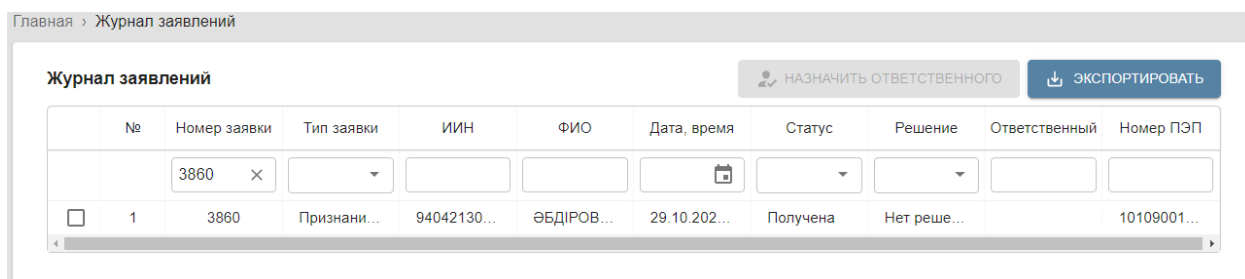 Главная › Журнал заявлений
Журнал заявлений
НАЗНАЧИТЬ ОТВЕТСТВЕННОГО
ЭКСПОРТИРОВАТЬ
№ Номер заявки Тип заявки ИИН ФИО Дата, время Статус Решение Ответственный Номер ПЭП
3860
1 3860 Признани... 94042130... ӘБДІРОВ... 29.10.202... Получена Нет реше... 10109001...